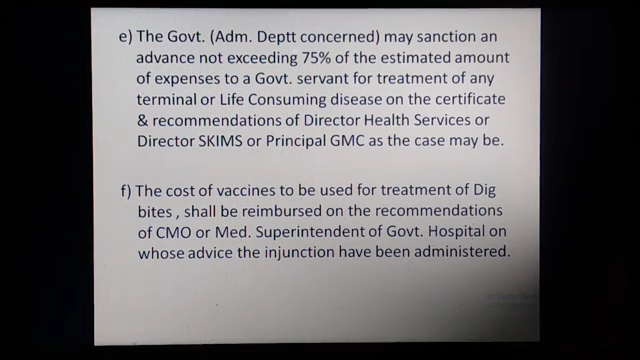 e) The Govt. (Adm. Deptt concerned) may sanction an
advance not exceeding 75% of the estimated amount
of expenses to a Govt. servant for treatment of any
terminal or Life Consuming disease on the certificate
& recommendations of Director Health Services or
Director SKIMS or Principal GMC as the case may be.
f) The cost of vaccines to be used for treatment of Dig
bites , shall be reimbursed on the recommendations
of CMO or Med. Superintendent of Govt. Hospital on
whose advice the injunction have been administered.